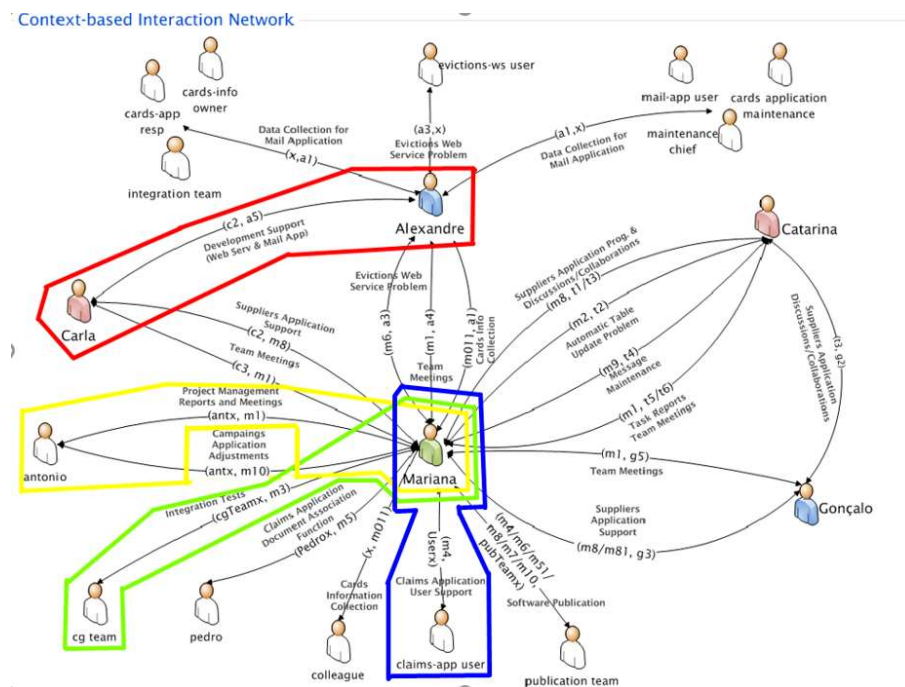 Context-based Interaction Network
evictions-ws user
cards-info
owner
cards-app
resp
integration team
mail-app user
cards application
maintenance
maintenance
chief
Data Collection for
Mail Application
(x,a1)
(a3,x)
Evictions Web
Service Problem
(a1,x)
Data Collection for
Mail Application
Alexandre
Catarina
(c2, a5)
Development Support
(Web Serv & Mail App)
Carla
Evictions Web
Service Problem
(m6, a3)
(m1, a4)
Team
Meetings
(m011, a1)
Cards Info
Collection
Suppliers Application Prog. &
Discussions/Collaborations
(m8, t1/t3)
(m2, t2)
Automatic Table
Update Problem
(m9, t4)
Message
Maintenance
(m1, t5/t6)
Task Reports
Team Meetings
(t3, g2)
Suppliers Application
Discussions/Collaborations
Suppliers Application
Support
(c2, m8)
Team Meetings
(c3, m1)
Project Management
Reports and Meetings
(antx, m1)
Campaings
Application
Adjustments
(antx, m10)
antonio
Mariana
(m1, g5)
Team Meetings
Gonçalo
Suppliers
Application
Support
(m8/m81, g3)
Integration Tests
(cgTeamx, m3)
Claims Application
Document Association
Function
(Pedrox, m5)
(x, m011)
Cards
Information
Collection
(m4,
Userx)
Claims Application
User Support
(m4/m6/m51/
m8/m7/m10,
pubTeamx)
Software Publication
cg team
pedro
colleague
claims-app user
publication team